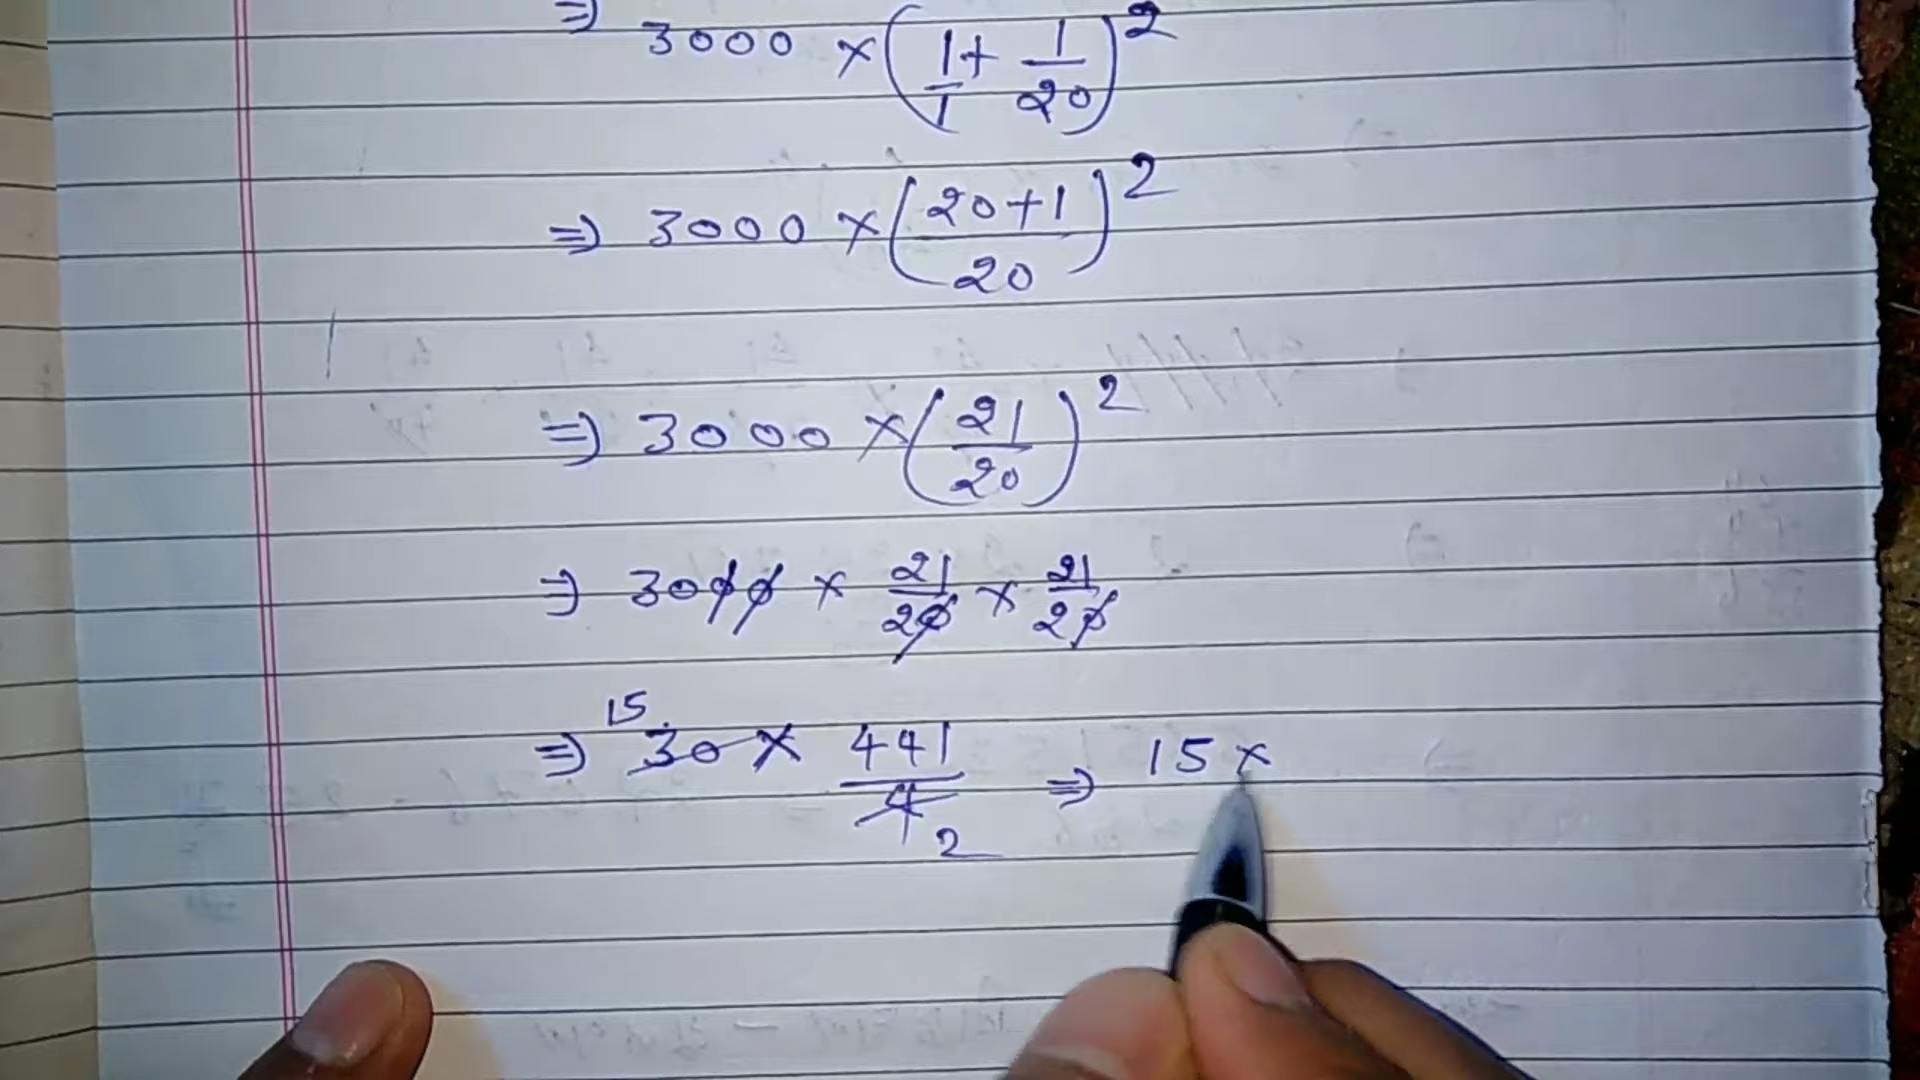 ⇒ 3000 × (1/1 + 1/20)²
⇒ 3000 × (20+1/20)²
⇒ 3000 × (21/20)²
⇒ 3000 × 21/20 × 21/20
15
⇒ 30 × 441/4 ⇒ 15 ×
2